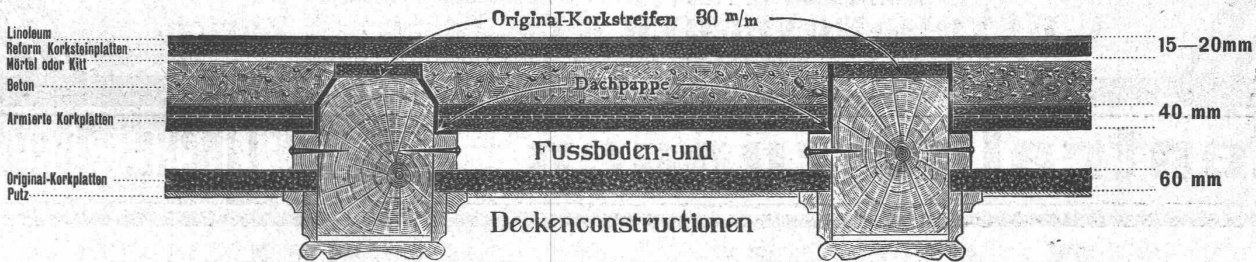 Original-Korkstreifen 30 m/m
Linoleum
Reform Korksteinplatten
Mörtel oder Kitt
Beton
Armierte Korkplatten
Original-Korkplatten
Putz
Dachpappe
Fussboden-und
Deckenconstructionen
15—20mm
40 mm
60 mm